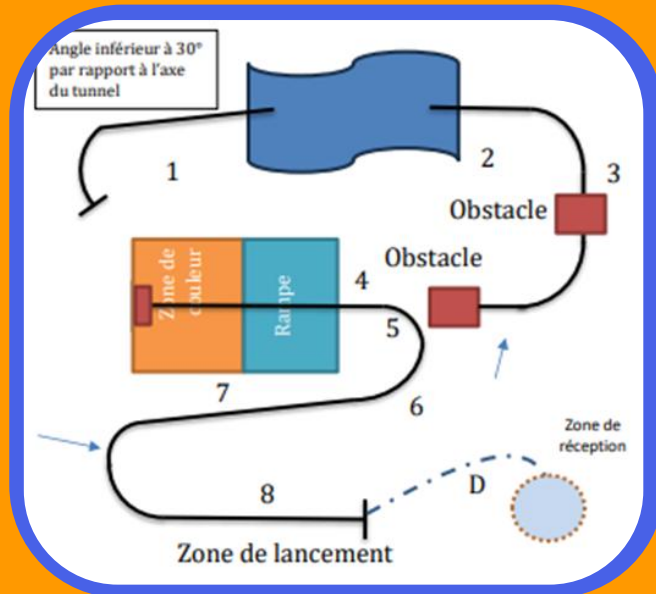 Angle inférieur à 30°
par rapport à l'axe
du tunnel
1
2
3
Obstacle
Obstacle
Zone de
couleur
Rampe
4
5
6
7
Zone de
réception
8
D
Zone de lancement